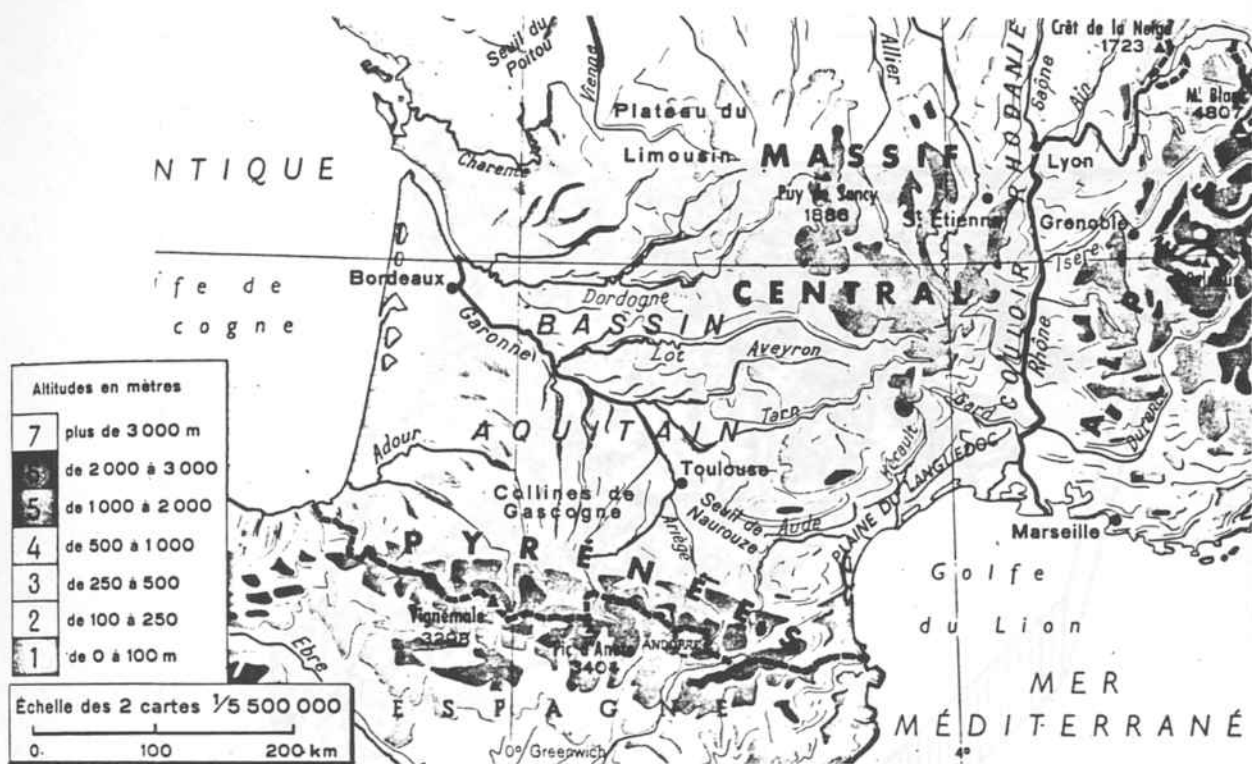 Crêt de la Neige
1723
Seuil du
Poitou
Vienne
Allier
Saône
Ain
Mt Blanc
4807
Plateau du
Limousin
MASSIF
CENTRAL
Charente
NTIQUE
Puy de Sancy
1886
St Étienne
Lyon
Grenoble
Isère
COULOIR RHODANIEN
Rhône
Bordeaux
fe de
cogne
Dordogne
Garonne
BASSIN
AQUITAIN
Lot
Aveyron
Tarn
Gard
Durance
Hérault
ALPES
Altitudes en mètres
7 plus de 3 000 m
de 2 000 à 3 000
5 de 1 000 à 2 000
4 de 500 à 1 000
3 de 250 à 500
2 de 100 à 250
1 de 0 à 100 m
Adour
Toulouse
Collines de
Gascogne
Ariège
Seuil de
Naurouze
Aude
PLAINE DU LANGUEDOC
Marseille
PYRÉNÉES
Golfe
du Lion
Vignemale
3298
Pic d'Aneto
3404
ANDORRE
Ebre
ESPAGNE
MER
MÉDITERRANÉ
Échelle des 2 cartes 1/5 500 000
0 100 200 km
0° Greenwich
4°